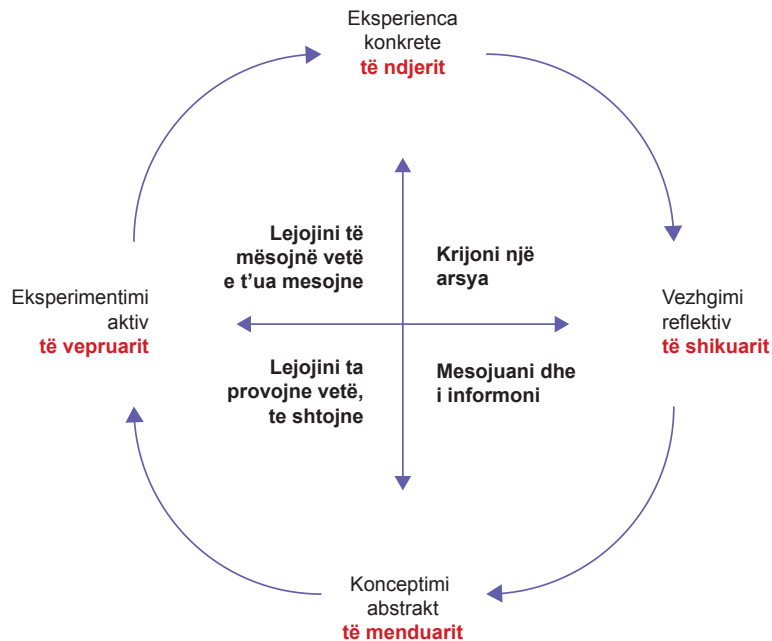 Eksperienca
konkrete
të ndjerit
Lejojini të
mësojnë vetë
e t'ua mesojne
Krijoni një
arsya
Eksperimentimi
aktiv
të vepruarit
Vezhgimi
reflektiv
të shikuarit
Lejojini ta
provojne vetë,
te shtojne
Mesojuani dhe
i informoni
Konceptimi
abstrakt
të menduarit